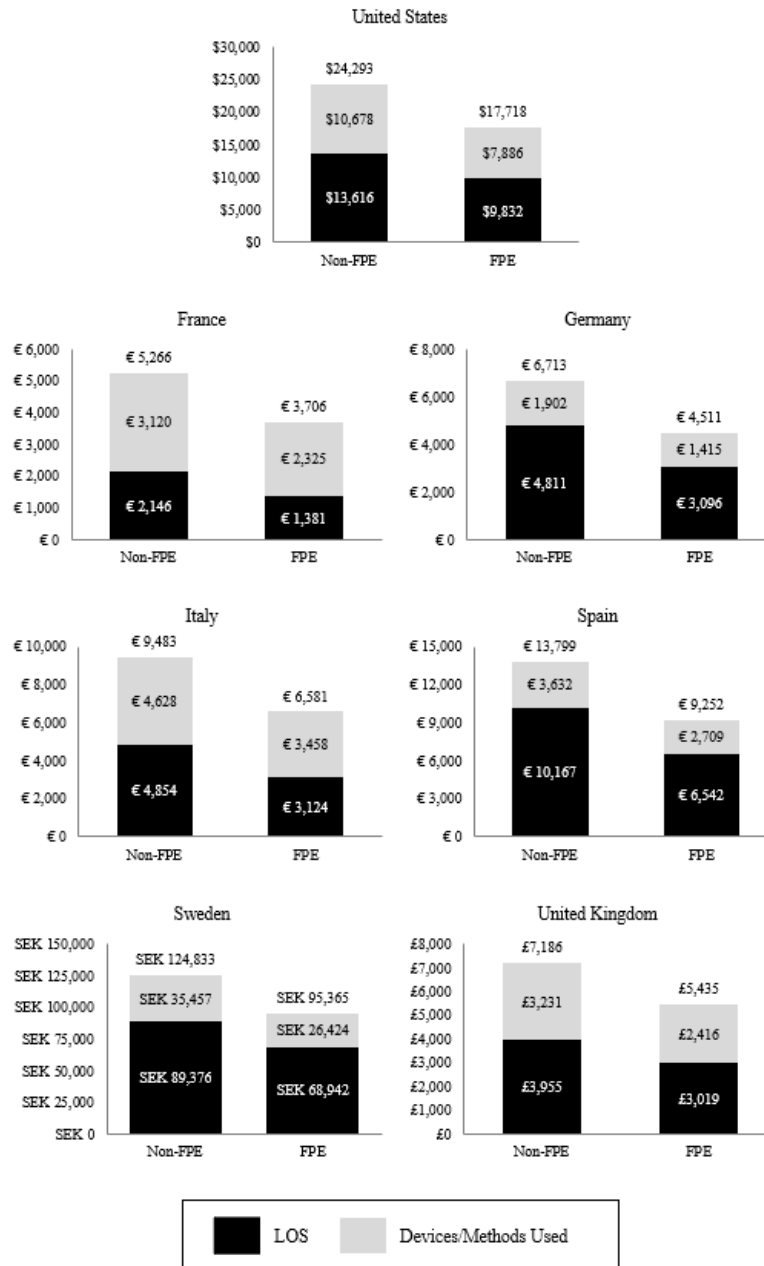 United States
$30,000
$25,000
$20,000
$15,000
$10,000
$5,000
$0
$24,293
$10,678
$13,616
$17,718
$7,886
$9,832
Non-FPE
FPE
France
€ 6,000
€ 5,000
€ 4,000
€ 3,000
€ 2,000
€ 1,000
€ 0
€ 5,266
€ 3,120
€ 2,146
€ 3,706
€ 2,325
€ 1,381
Non-FPE
FPE
Germany
€ 8,000
€ 6,000
€ 4,000
€ 2,000
€ 0
€ 6,713
€ 1,902
€ 4,811
€ 4,511
€ 1,415
€ 3,096
Non-FPE
FPE
Italy
€ 10,000
€ 8,000
€ 6,000
€ 4,000
€ 2,000
€ 0
€ 9,483
€ 4,628
€ 4,854
€ 6,581
€ 3,458
€ 3,124
Non-FPE
FPE
Spain
€ 15,000
€ 12,000
€ 9,000
€ 6,000
€ 3,000
€ 0
€ 13,799
€ 3,632
€ 10,167
€ 9,252
€ 2,709
€ 6,542
Non-FPE
FPE
Sweden
SEK 150,000
SEK 125,000
SEK 100,000
SEK 75,000
SEK 50,000
SEK 25,000
SEK 0
SEK 124,833
SEK 35,457
SEK 89,376
SEK 95,365
SEK 26,424
SEK 68,942
Non-FPE
FPE
United Kingdom
£8,000
£7,000
£6,000
£5,000
£4,000
£3,000
£2,000
£1,000
£0
£7,186
£3,231
£3,955
£5,435
£2,416
£3,019
Non-FPE
FPE
LOS
Devices/Methods Used